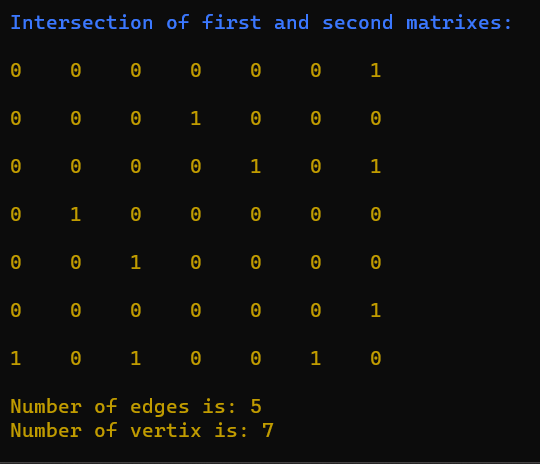 Intersection of first and second matrixes:
0 0 0 0 0 0 1
0 0 0 1 0 0 0
0 0 0 0 1 0 1
0 1 0 0 0 0 0
0 0 1 0 0 0 0
0 0 0 0 0 0 1
1 0 1 0 0 1 0
Number of edges is: 5
Number of vertix is: 7